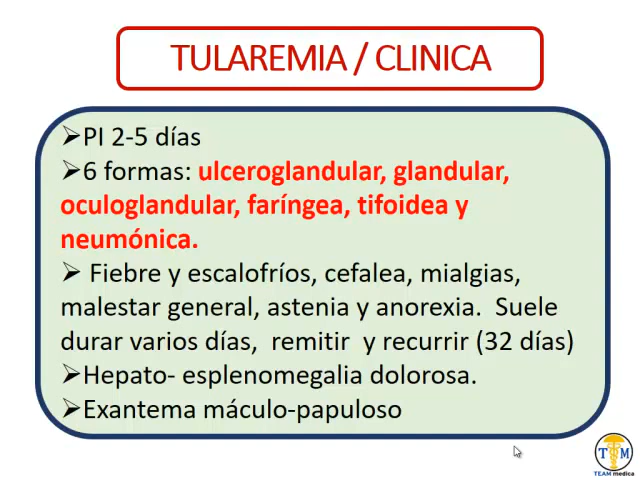 TULAREMIA / CLINICA
➢PI 2-5 días
➢6 formas: ulceroglandular, glandular,
oculoglandular, faríngea, tifoidea y
neumónica.
➢ Fiebre y escalofríos, cefalea, mialgias,
malestar general, astenia y anorexia. Suele
durar varios días, remitir y recurrir (32 días)
➢Hepato- esplenomegalia dolorosa.
➢Exantema máculo-papuloso
T M
TEAM medica